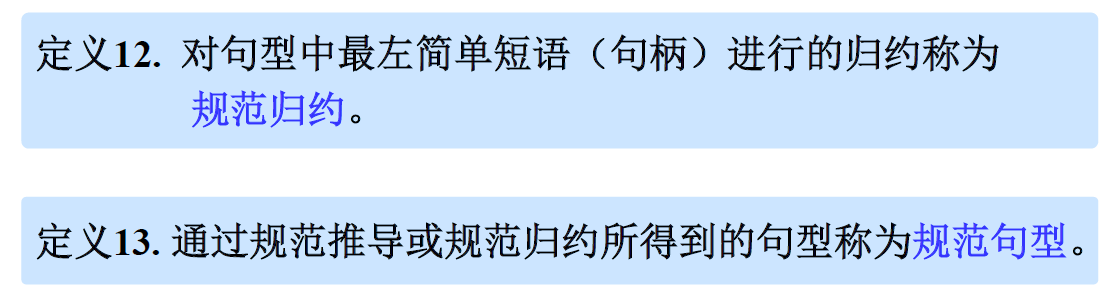 定义12. 对句型中最左简单短语（句柄）进行的归约称为
规范归约。
定义13. 通过规范推导或规范归约所得到的句型称为规范句型。